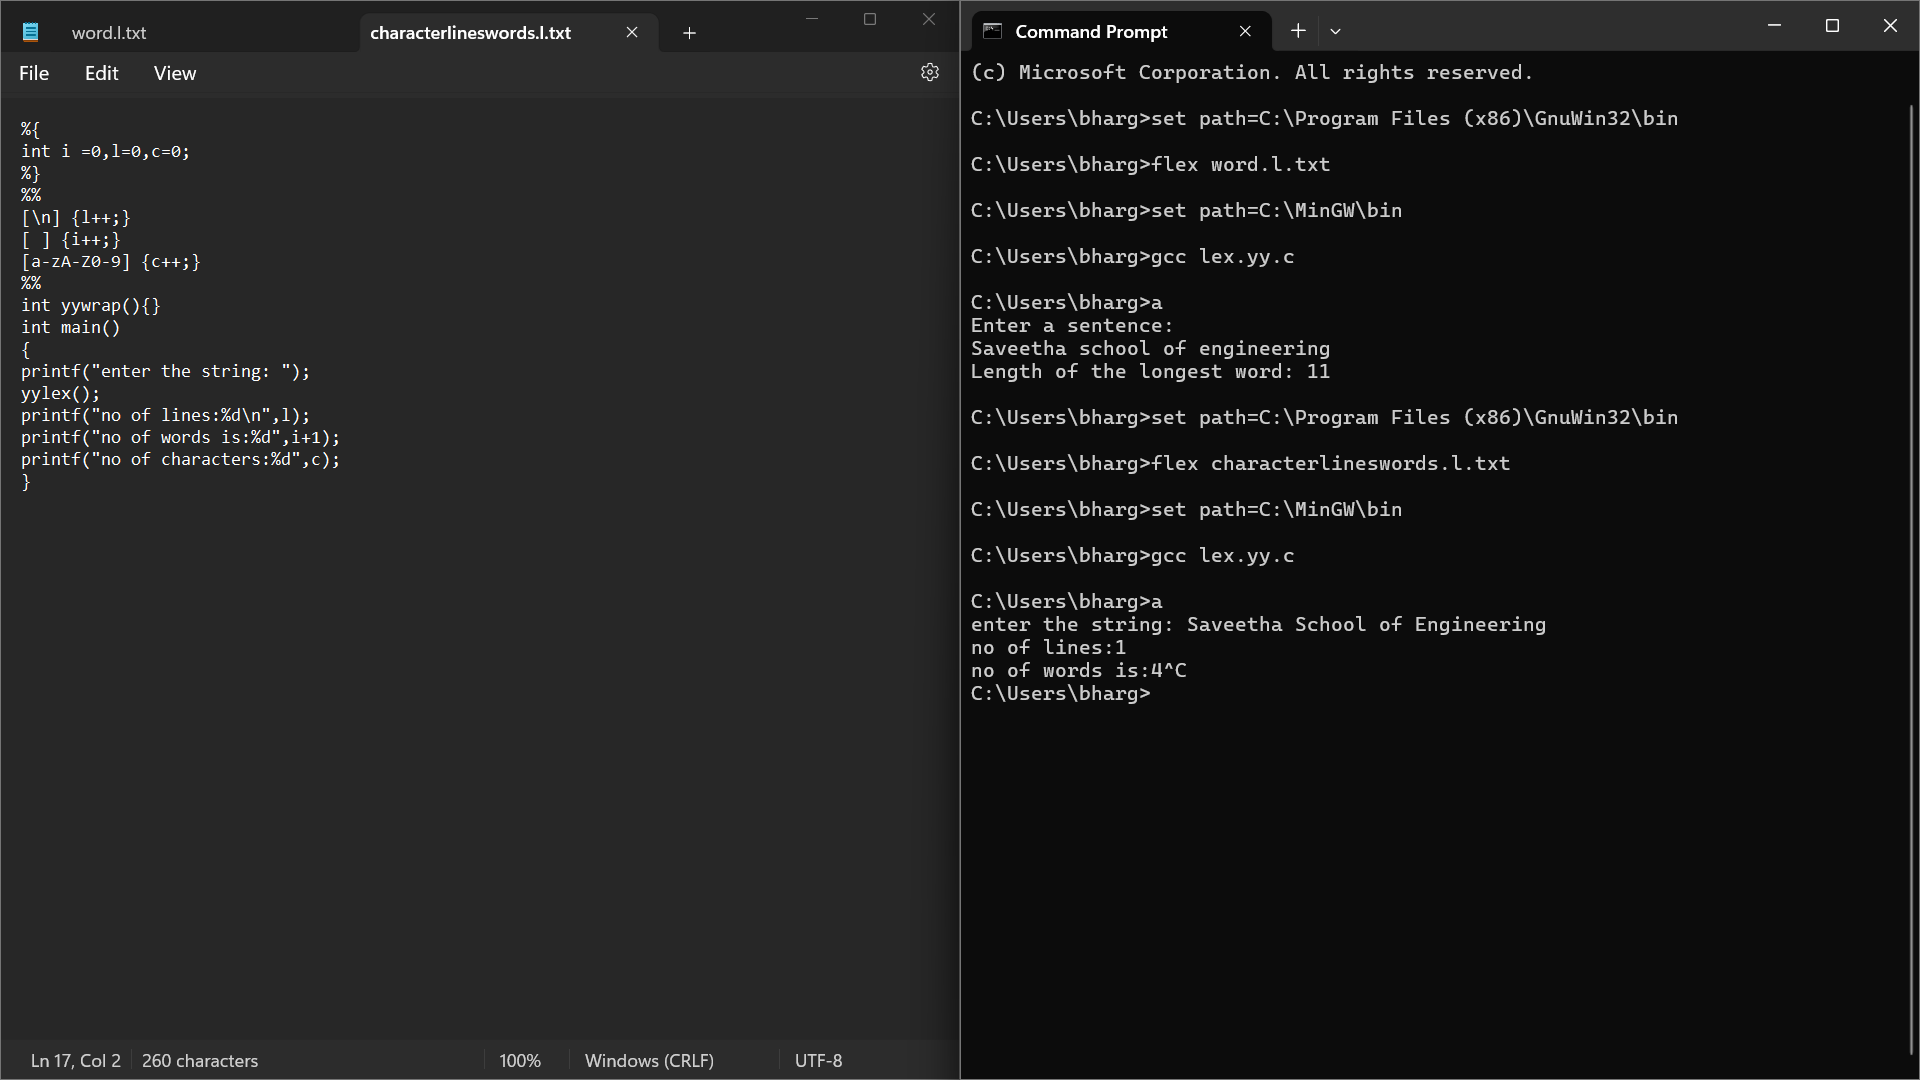 word.l.txt
characterlineswords.l.txt
File Edit View
%{
int i =0,l=0,c=0;
%}
%%
[\n] {l++;}
[ ] {i++;}
[a-zA-Z0-9] {c++;}
%%
int yywrap(){}
int main()
{
printf("enter the string: ");
yylex();
printf("no of lines:%d\n",l);
printf("no of words is:%d",i+1);
printf("no of characters:%d",c);
}
Ln 17, Col 2 260 characters 100% Windows (CRLF) UTF-8
Command Prompt
(c) Microsoft Corporation. All rights reserved.
C:\Users\bharg>set path=C:\Program Files (x86)\GnuWin32\bin
C:\Users\bharg>flex word.l.txt
C:\Users\bharg>set path=C:\MinGW\bin
C:\Users\bharg>gcc lex.yy.c
C:\Users\bharg>a
Enter a sentence:
Saveetha school of engineering
Length of the longest word: 11
C:\Users\bharg>set path=C:\Program Files (x86)\GnuWin32\bin
C:\Users\bharg>flex characterlineswords.l.txt
C:\Users\bharg>set path=C:\MinGW\bin
C:\Users\bharg>gcc lex.yy.c
C:\Users\bharg>a
enter the string: Saveetha School of Engineering
no of lines:1
no of words is:4^C
C:\Users\bharg>